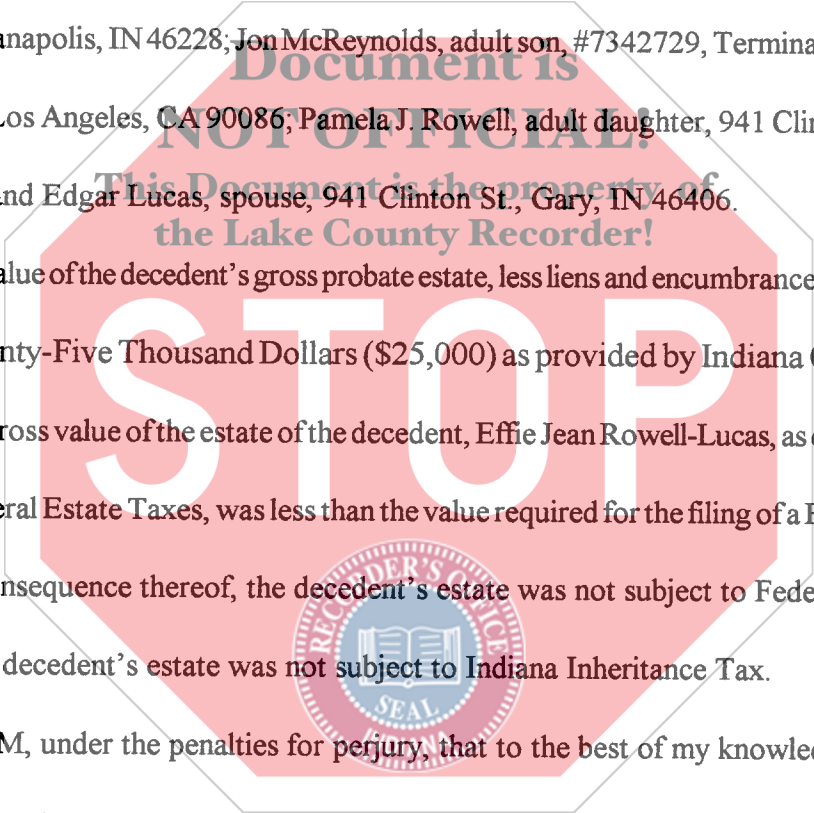 anapolis, IN 46228; Jon McReynolds, adult son, #7342729, Termina
Document is
Los Angeles, CA 90086; Pamela J. Rowell, adult daughter, 941 Clin
NOT OFFICIAL!
This Document is the property of
and Edgar Lucas, spouse, 941 Clinton St., Gary, IN 46406.
the Lake County Recorder!
alue of the decedent's gross probate estate, less liens and encumbrance
nty-Five Thousand Dollars ($25,000) as provided by Indiana
STOP
ross value of the estate of the decedent, Effie Jean Rowell-Lucas, as
eral Estate Taxes, was less than the value required for the filing of a
nsequence thereof, the decedent's estate was not subject to Fede
RECORDER'S OFFICE
decedent's estate was not subject to Indiana Inheritance Tax.
SEAL
INDIANA
M, under the penalties for perjury, that to the best of my knowled